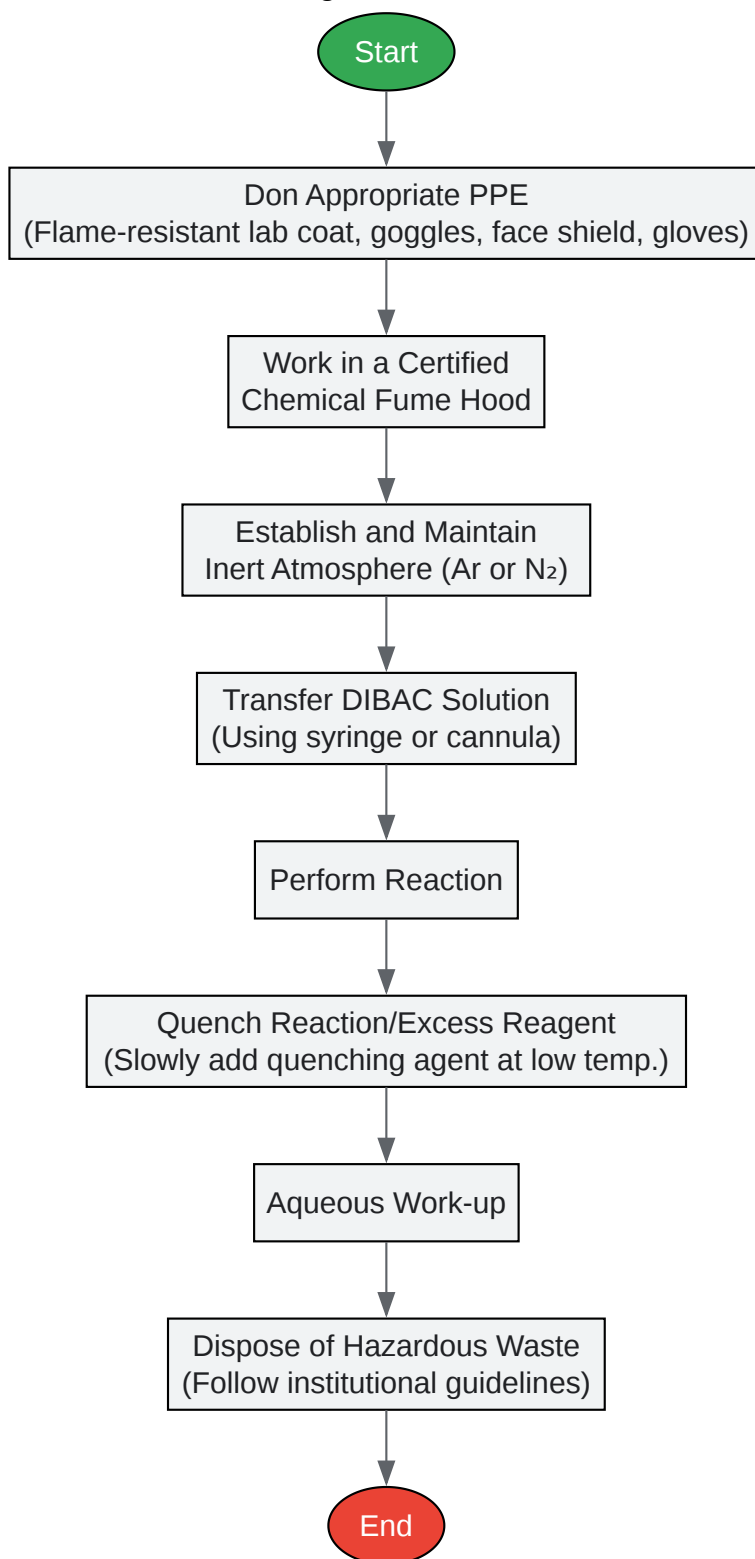 Start
Don Appropriate PPE
(Flame-resistant lab coat, goggles, face shield, gloves)
Work in a Certified
Chemical Fume Hood
Establish and Maintain
Inert Atmosphere (Ar or N₂)
Transfer DIBAC Solution
(Using syringe or cannula)
Perform Reaction
Quench Reaction/Excess Reagent
(Slowly add quenching agent at low temp.)
Aqueous Work-up
Dispose of Hazardous Waste
(Follow institutional guidelines)
End